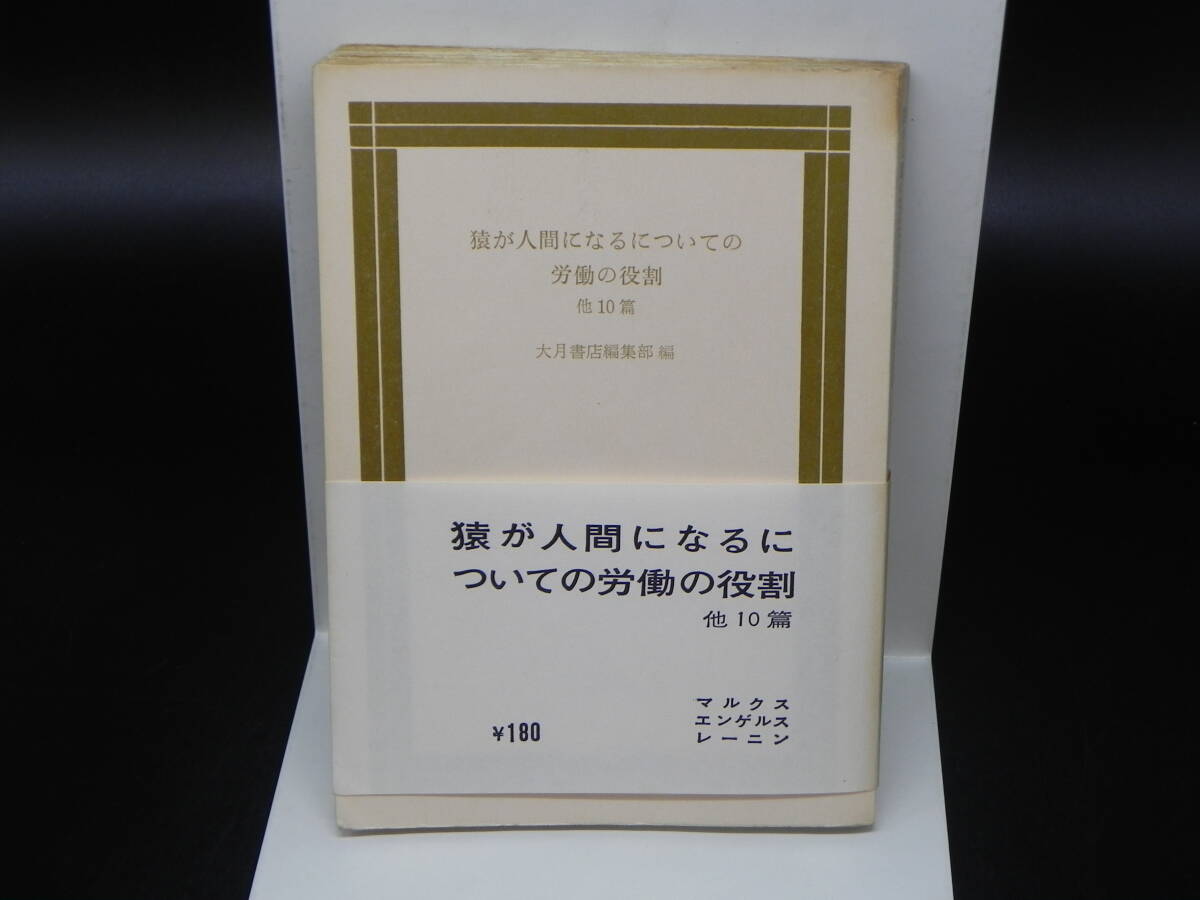 猿が人間になるについての
労働の役割
他10篇
大月書店編集部 編
猿が人間になるに
ついての労働の役割
他10篇
マルクス
エンゲルス
レーニン
¥180